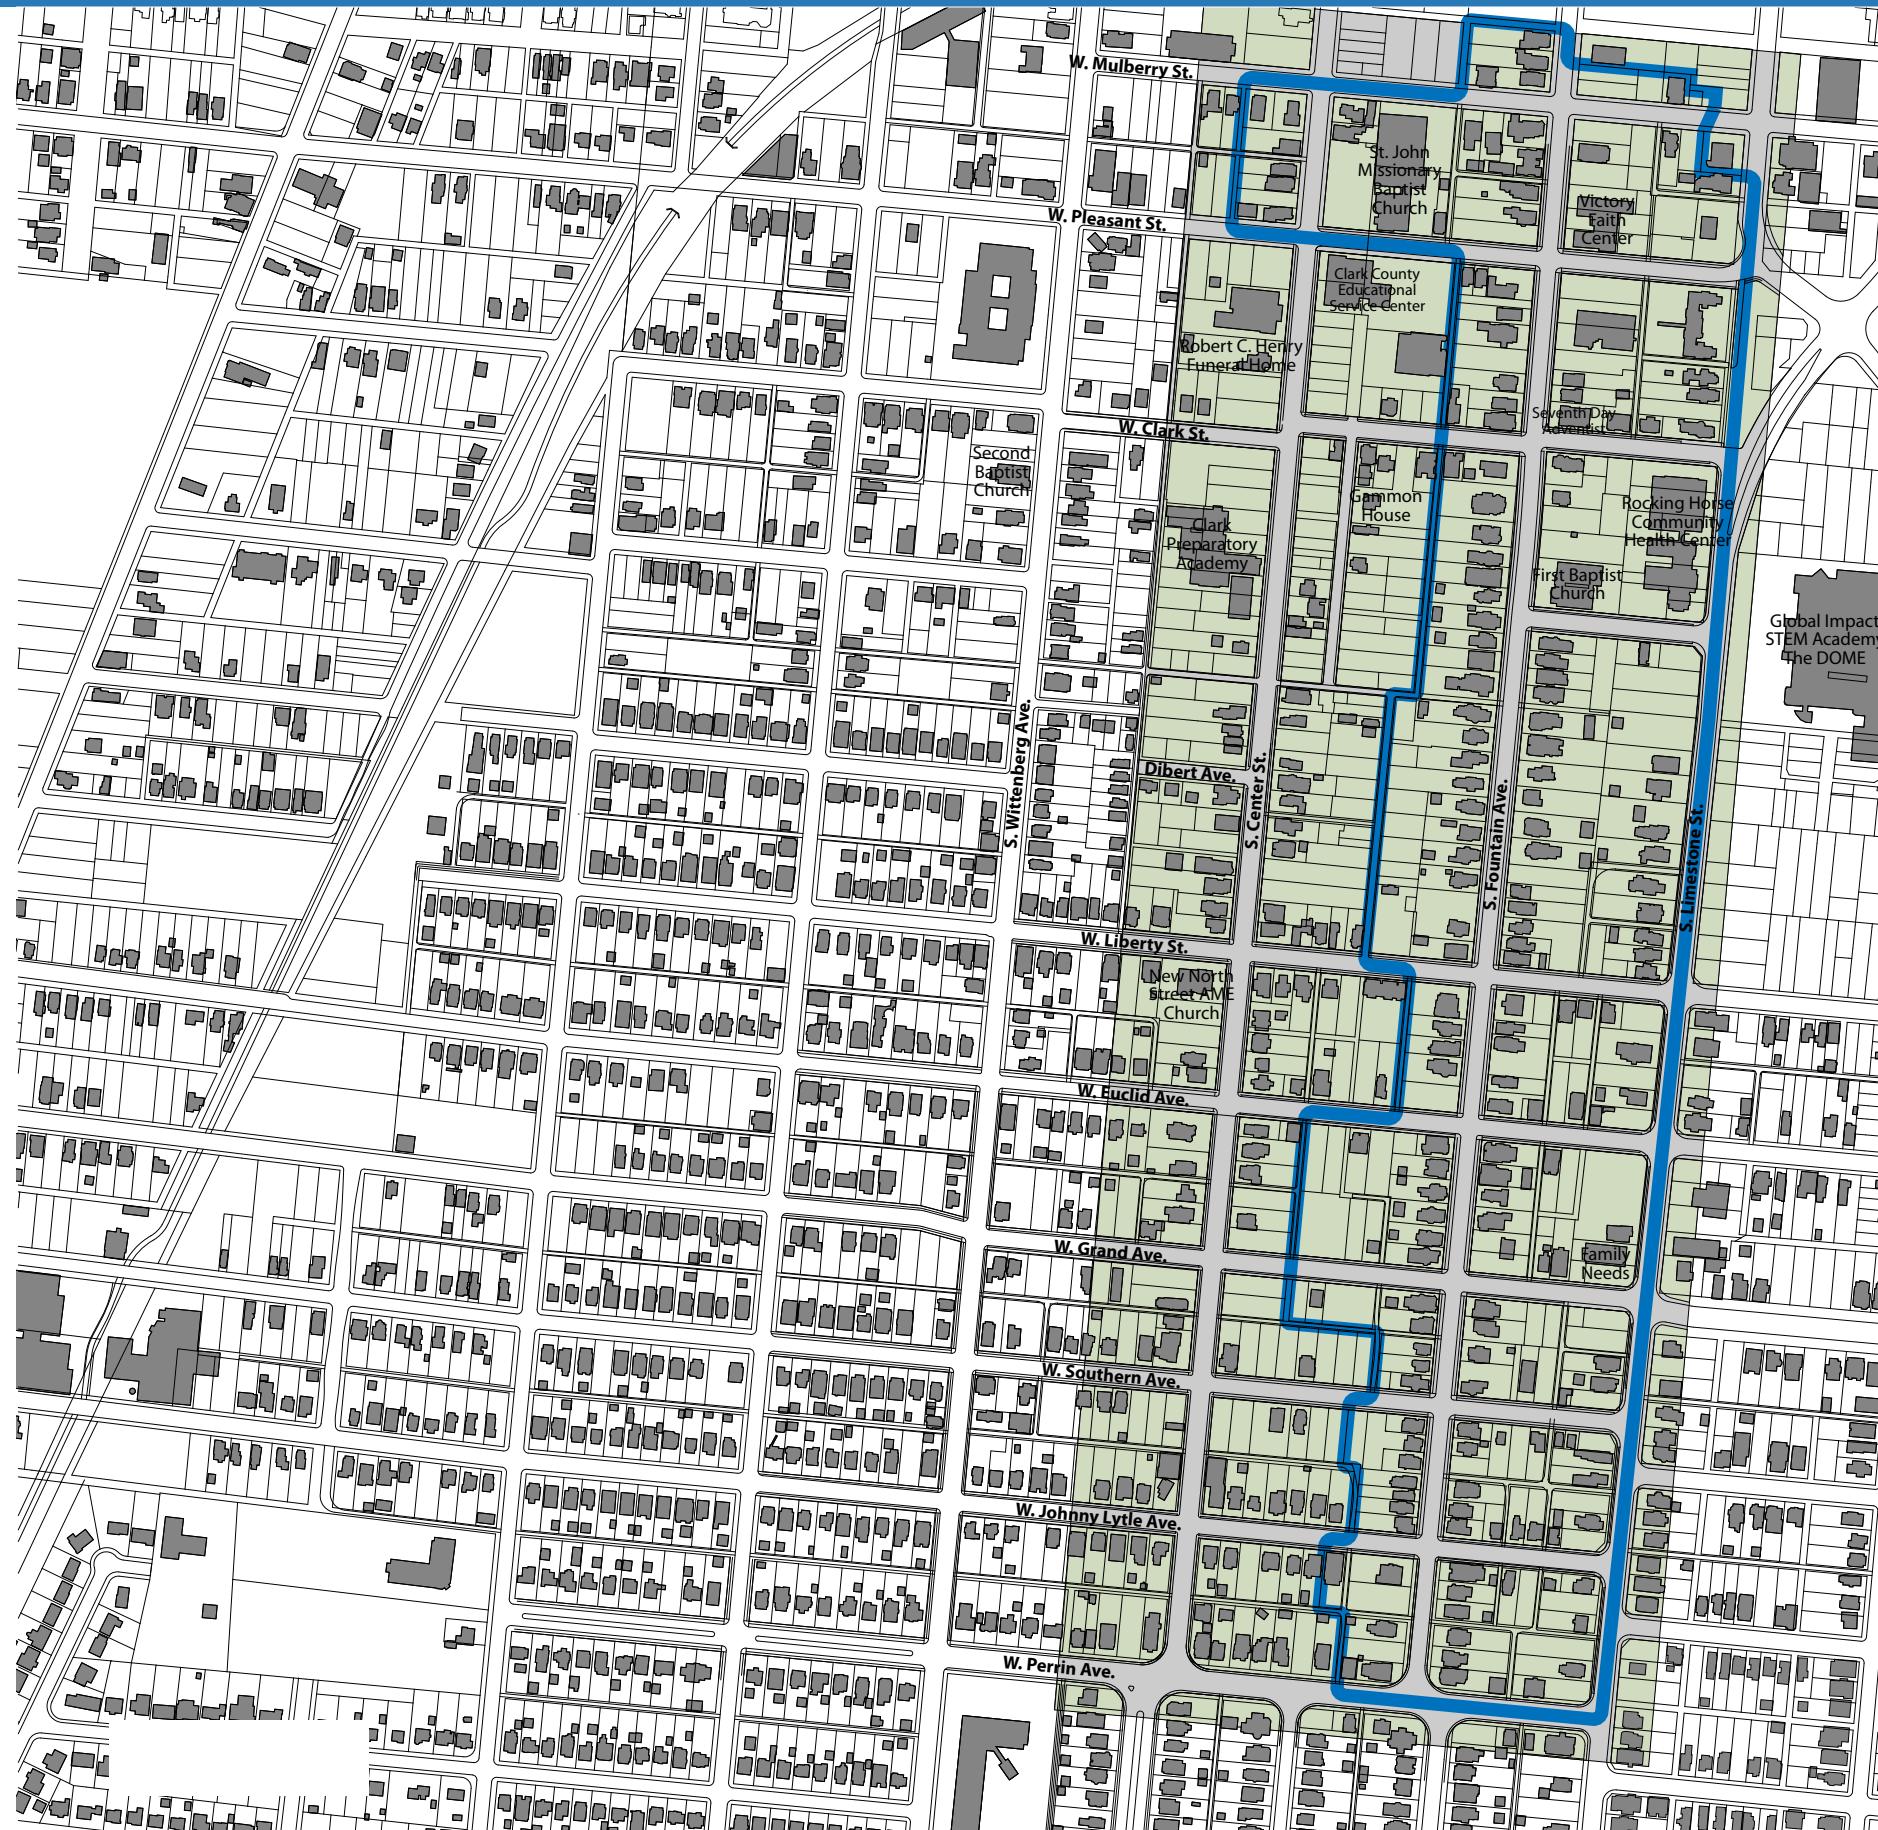 W. Mulberry St.
St. John
Missionary
Baptist
Church
Victory
Faith
Center
W. Pleasant St.
Clark County
Educational
Service Center
Robert C. Henry
Funeral Home
Seventh Day
Adventist
W. Clark St.
Second
Baptist
Church
Gammon
House
Rocking Horse
Community
Health Center
Clark
Preparatory
Academy
First Baptist
Church
Global Impact
STEM Academy
The DOME
S. Wittenberg Ave.
Dibert Ave.
S. Center St.
S. Fountain Ave.
S. Limestone St.
W. Liberty St.
New North
Street AME
Church
W. Euclid Ave.
W. Grand Ave.
Family
Needs
W. Southern Ave.
W. Johnny Lytle Ave.
W. Perrin Ave.